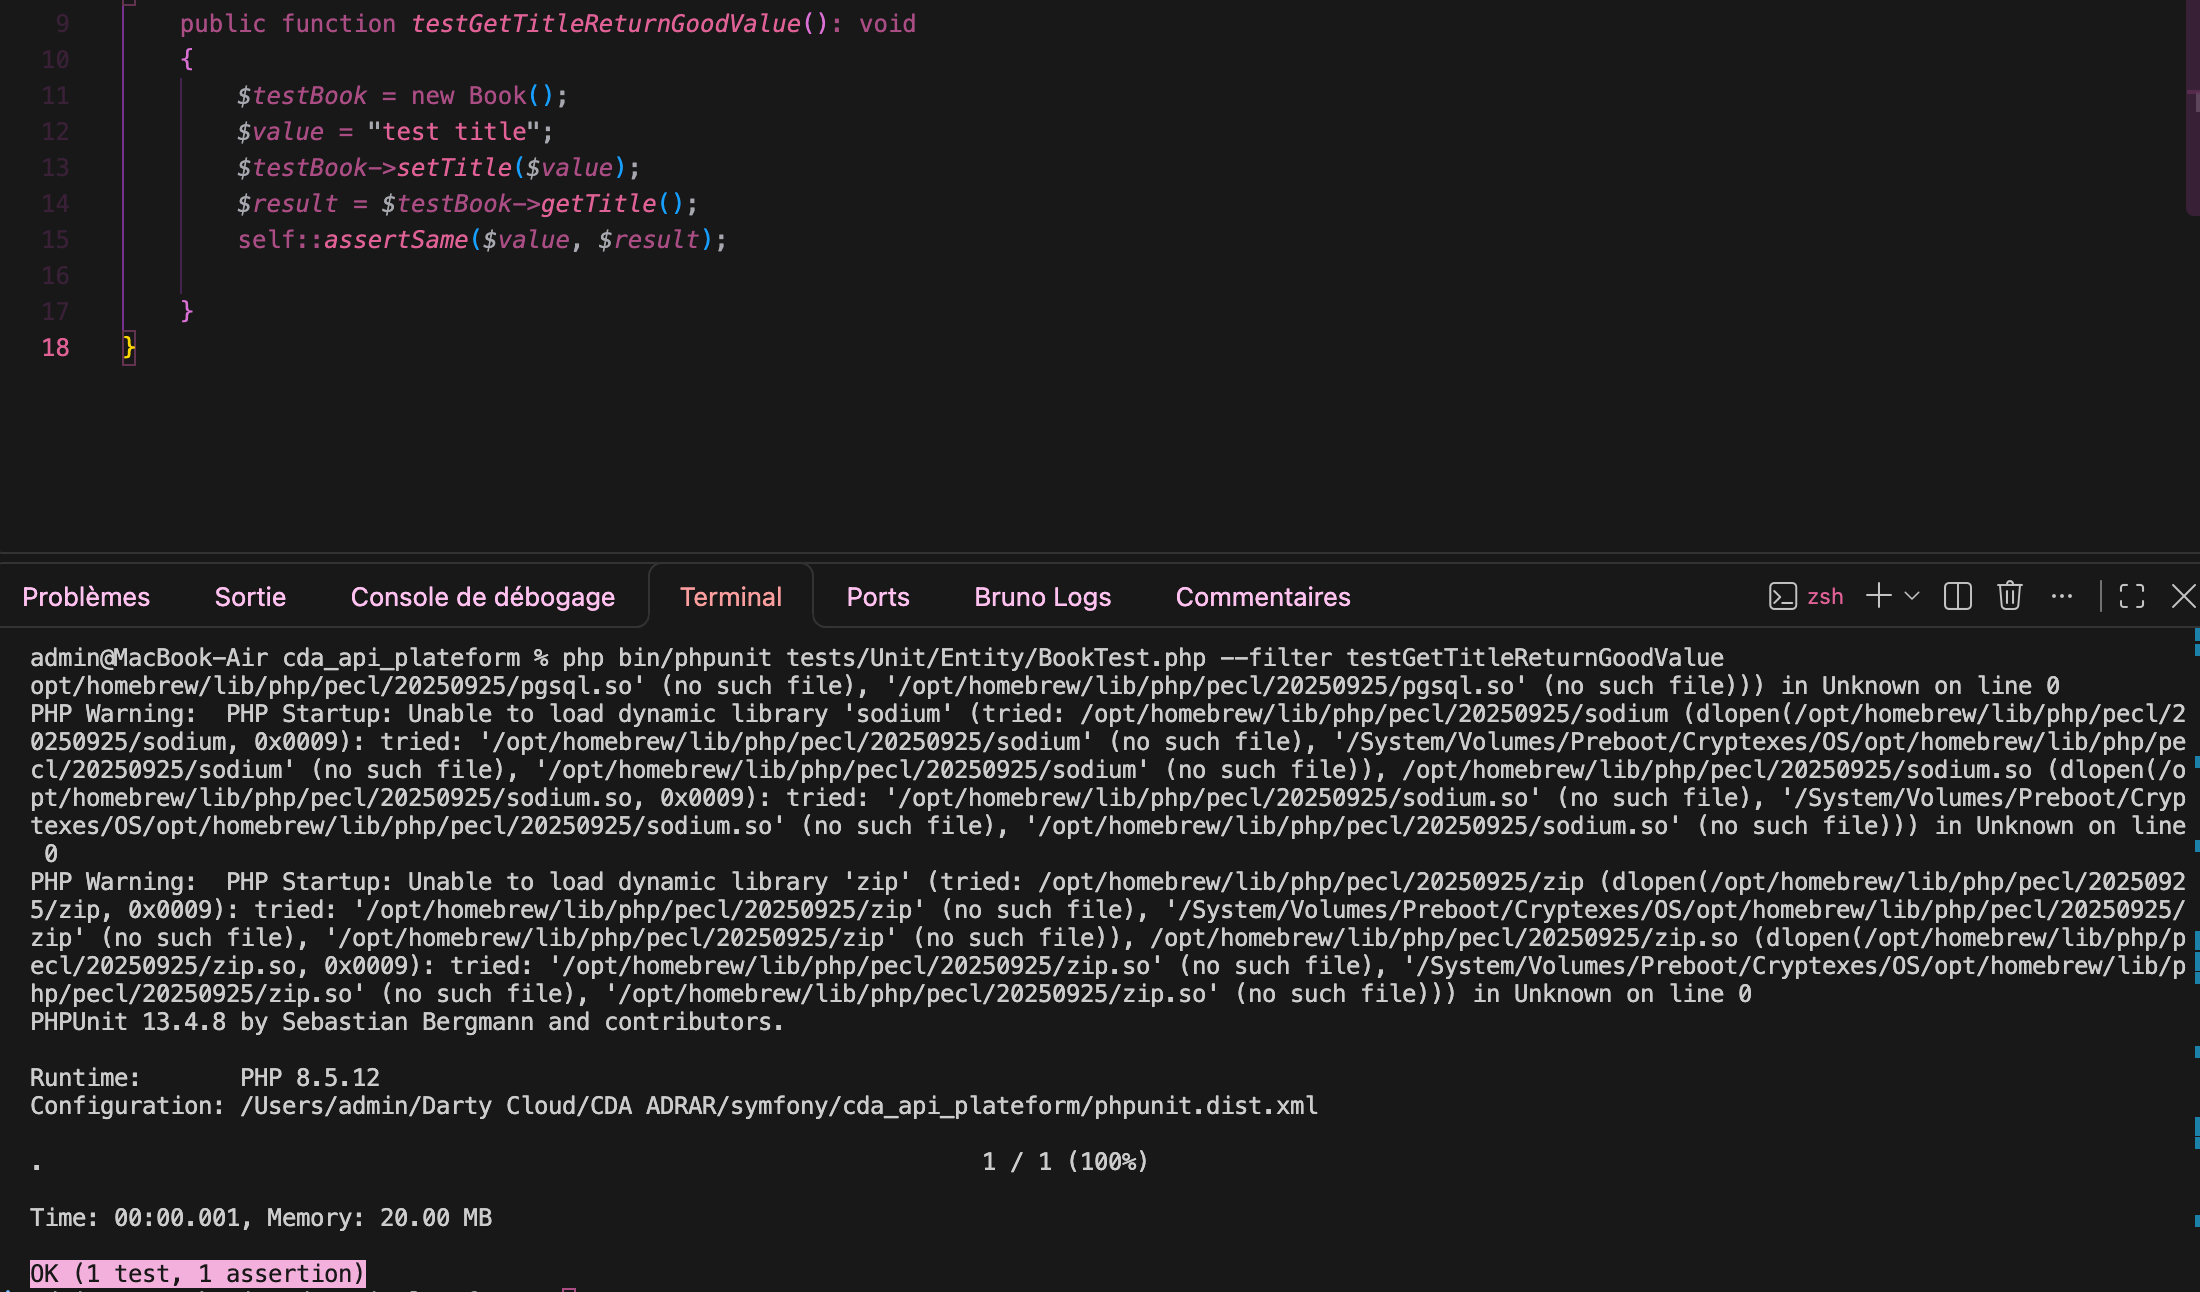 9 public function testGetTitleReturnGoodValue(): void
10 {
11 $testBook = new Book();
12 $value = "test title";
13 $testBook->setTitle($value);
14 $result = $testBook->getTitle();
15 self::assertSame($value, $result);
16
17 }
18 }
Problèmes Sortie Console de débogage Terminal Ports Bruno Logs Commentaires zsh
admin@MacBook-Air cda_api_plateform % php bin/phpunit tests/Unit/Entity/BookTest.php --filter testGetTitleReturnGoodValue
opt/homebrew/lib/php/pecl/20250925/pgsql.so' (no such file), '/opt/homebrew/lib/php/pecl/20250925/pgsql.so' (no such file))) in Unknown on line 0
PHP Warning:  PHP Startup: Unable to load dynamic library 'sodium' (tried: /opt/homebrew/lib/php/pecl/20250925/sodium (dlopen(/opt/homebrew/lib/php/pecl/2
0250925/sodium, 0x0009): tried: '/opt/homebrew/lib/php/pecl/20250925/sodium' (no such file), '/System/Volumes/Preboot/Cryptexes/OS/opt/homebrew/lib/php/pe
cl/20250925/sodium' (no such file), '/opt/homebrew/lib/php/pecl/20250925/sodium' (no such file)), /opt/homebrew/lib/php/pecl/20250925/sodium.so (dlopen(/o
pt/homebrew/lib/php/pecl/20250925/sodium.so, 0x0009): tried: '/opt/homebrew/lib/php/pecl/20250925/sodium.so' (no such file), '/System/Volumes/Preboot/Cryp
texes/OS/opt/homebrew/lib/php/pecl/20250925/sodium.so' (no such file), '/opt/homebrew/lib/php/pecl/20250925/sodium.so' (no such file))) in Unknown on line
0
PHP Warning:  PHP Startup: Unable to load dynamic library 'zip' (tried: /opt/homebrew/lib/php/pecl/20250925/zip (dlopen(/opt/homebrew/lib/php/pecl/2025092
5/zip, 0x0009): tried: '/opt/homebrew/lib/php/pecl/20250925/zip' (no such file), '/System/Volumes/Preboot/Cryptexes/OS/opt/homebrew/lib/php/pecl/20250925/
zip' (no such file), '/opt/homebrew/lib/php/pecl/20250925/zip' (no such file)), /opt/homebrew/lib/php/pecl/20250925/zip.so (dlopen(/opt/homebrew/lib/php/p
ecl/20250925/zip.so, 0x0009): tried: '/opt/homebrew/lib/php/pecl/20250925/zip.so' (no such file), '/System/Volumes/Preboot/Cryptexes/OS/opt/homebrew/lib/p
hp/pecl/20250925/zip.so' (no such file), '/opt/homebrew/lib/php/pecl/20250925/zip.so' (no such file))) in Unknown on line 0
PHPUnit 13.4.8 by Sebastian Bergmann and contributors.
Runtime:       PHP 8.5.12
Configuration: /Users/admin/Darty Cloud/CDA ADRAR/symfony/cda_api_plateform/phpunit.dist.xml
. 1 / 1 (100%)
Time: 00:00.001, Memory: 20.00 MB
OK (1 test, 1 assertion)